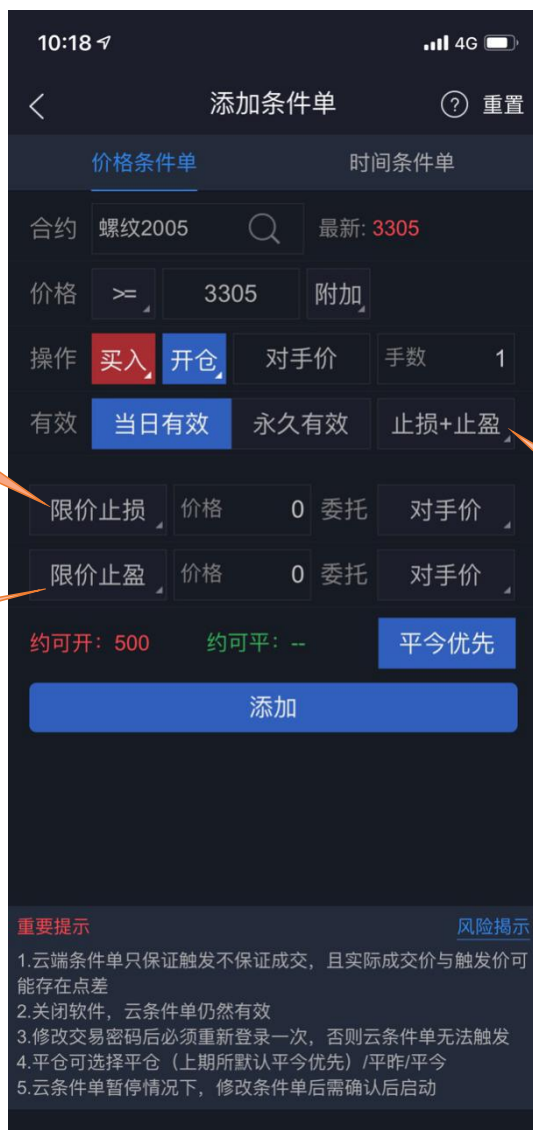 10:18 4G
添加条件单 ? 重置
价格条件单 时间条件单
合约 螺纹2005 最新: 3305
价格 >= 3305 附加
操作 买入 开仓 对手价 手数 1
有效 当日有效 永久有效 止损+止盈
限价止损 价格 0 委托 对手价
限价止盈 价格 0 委托 对手价
约可开: 500 约可平: -- 平今优先
添加
重要提示 风险揭示
1.云端条件单只保证触发不保证成交，且实际成交价与触发价可
能存在点差
2.关闭软件，云条件单仍然有效
3.修改交易密码后必须重新登录一次，否则云条件单无法触发
4.平仓可选择平仓（上期所默认平今优先）/平昨/平今
5.云条件单暂停情况下，修改条件单后需确认后启动